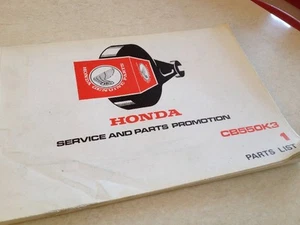 HONDA
SERVICE AND PARTS PROMOTION
CB550K3
1
PARTS LIST